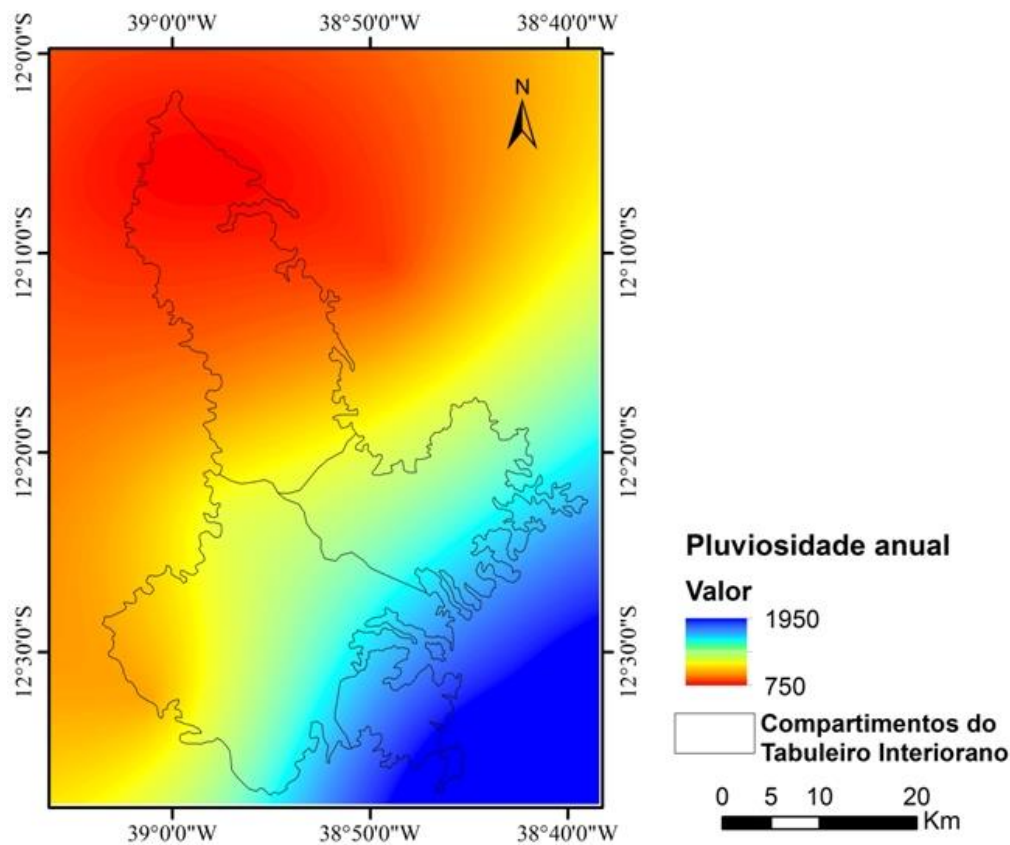 39°0'0"W 38°50'0"W 38°40'0"W
12°0'0"S
12°10'0"S
12°20'0"S
12°30'0"S
N
12°10'0"S
12°20'0"S
12°30'0"S
39°0'0"W 38°50'0"W 38°40'0"W
Pluviosidade anual
Valor
1950
750
Compartimentos do
Tabuleiro Interiorano
0 5 10 20
Km